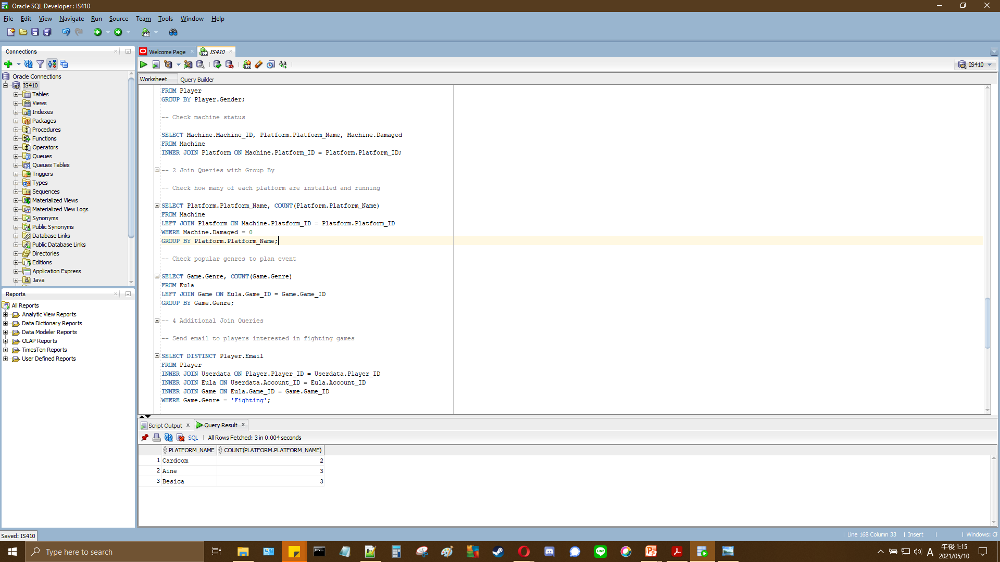 Oracle SQL Developer : IS410
File Edit View Navigate Run Source Team Tools Window Help
Connections
Oracle Connections
IS410
Tables
Views
Indexes
Packages
Procedures
Functions
Operators
Queues
Queues Tables
Triggers
Types
Sequences
Materialized Views
Materialized View Logs
Synonyms
Public Synonyms
Database Links
Public Database Links
Directories
Editions
Application Express
Java
Reports
All Reports
Analytic View Reports
Data Dictionary Reports
Data Modeler Reports
OLAP Reports
TimesTen Reports
User Defined Reports
Welcome Page IS410
IS410
Worksheet Query Builder
FROM Player
GROUP BY Player.Gender;
-- Check machine status
SELECT Machine.Machine_ID, Platform.Platform_Name, Machine.Damaged
FROM Machine
INNER JOIN Platform ON Machine.Platform_ID = Platform.Platform_ID;
-- 2 Join Queries with Group By
-- Check how many of each platform are installed and running
SELECT Platform.Platform_Name, COUNT(Platform.Platform_Name)
FROM Machine
LEFT JOIN Platform ON Machine.Platform_ID = Platform.Platform_ID
WHERE Machine.Damaged = 0
GROUP BY Platform.Platform_Name;
-- Check popular genres to plan event
SELECT Game.Genre, COUNT(Game.Genre)
FROM Eula
LEFT JOIN Game ON Eula.Game_ID = Game.Game_ID
GROUP BY Game.Genre;
-- 4 Additional Join Queries
-- Send email to players interested in fighting games
SELECT DISTINCT Player.Email
FROM Player
INNER JOIN Userdata ON Player.Player_ID = Userdata.Player_ID
INNER JOIN Eula ON Userdata.Account_ID = Eula.Account_ID
INNER JOIN Game ON Eula.Game_ID = Game.Game_ID
WHERE Game.Genre = 'Fighting';
Script Output Query Result
SQL All Rows Fetched: 3 in 0.004 seconds
PLATFORM_NAME COUNT(PLATFORM.PLATFORM_NAME)
1 Cardcom 2
2 Aine 3
3 Besica 3
Saved: IS410
Line 168 Column 33 Insert Windows: CF
Type here to search
A
午後 1:15
2021/05/10